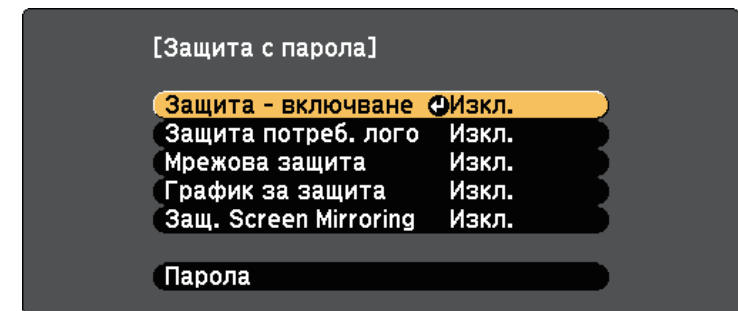 [Защита с парола]
Защита - включване Изкл.
Защита потреб. лого Изкл.
Мрежова защита Изкл.
График за защита Изкл.
Защ. Screen Mirroring Изкл.
Парола